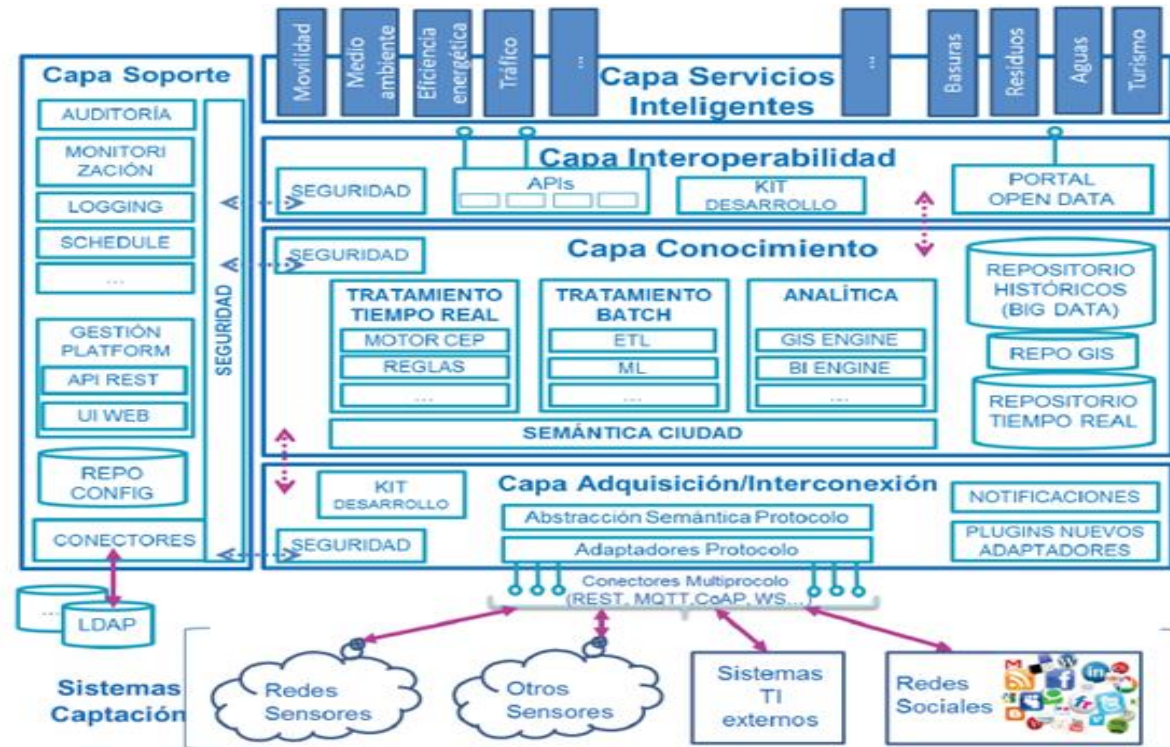 Movilidad
Medio
ambiente
Eficiencia
energética
Tráfico
...
...
Basuras
Residuos
Aguas
Turismo
Capa Servicios
Inteligentes
Capa Soporte
AUDITORÍA
MONITORI
ZACIÓN
LOGGING
SCHEDULE
...
GESTIÓN
PLATFORM
API REST
UI WEB
REPO
CONFIG
CONECTORES
SEGURIDAD
...
LDAP
Capa Interoperabilidad
SEGURIDAD
APIs
KIT
DESARROLLO
PORTAL
OPEN DATA
Capa Conocimiento
SEGURIDAD
TRATAMIENTO
TIEMPO REAL
MOTOR CEP
REGLAS
...
TRATAMIENTO
BATCH
ETL
ML
...
ANALÍTICA
GIS ENGINE
BI ENGINE
...
SEMÁNTICA CIUDAD
REPOSITORIO
HISTÓRICOS
(BIG DATA)
REPO GIS
REPOSITORIO
TIEMPO REAL
Capa Adquisición/Interconexión
KIT
DESARROLLO
SEGURIDAD
Abstracción Semántica Protocolo
Adaptadores Protocolo
NOTIFICACIONES
PLUGINS NUEVOS
ADAPTADORES
Conectores Multiprocolo
(REST, MQTT,CoAP, WS...)
Sistemas
Captación
Redes
Sensores
Otros
Sensores
Sistemas
TI
externos
Redes
Sociales